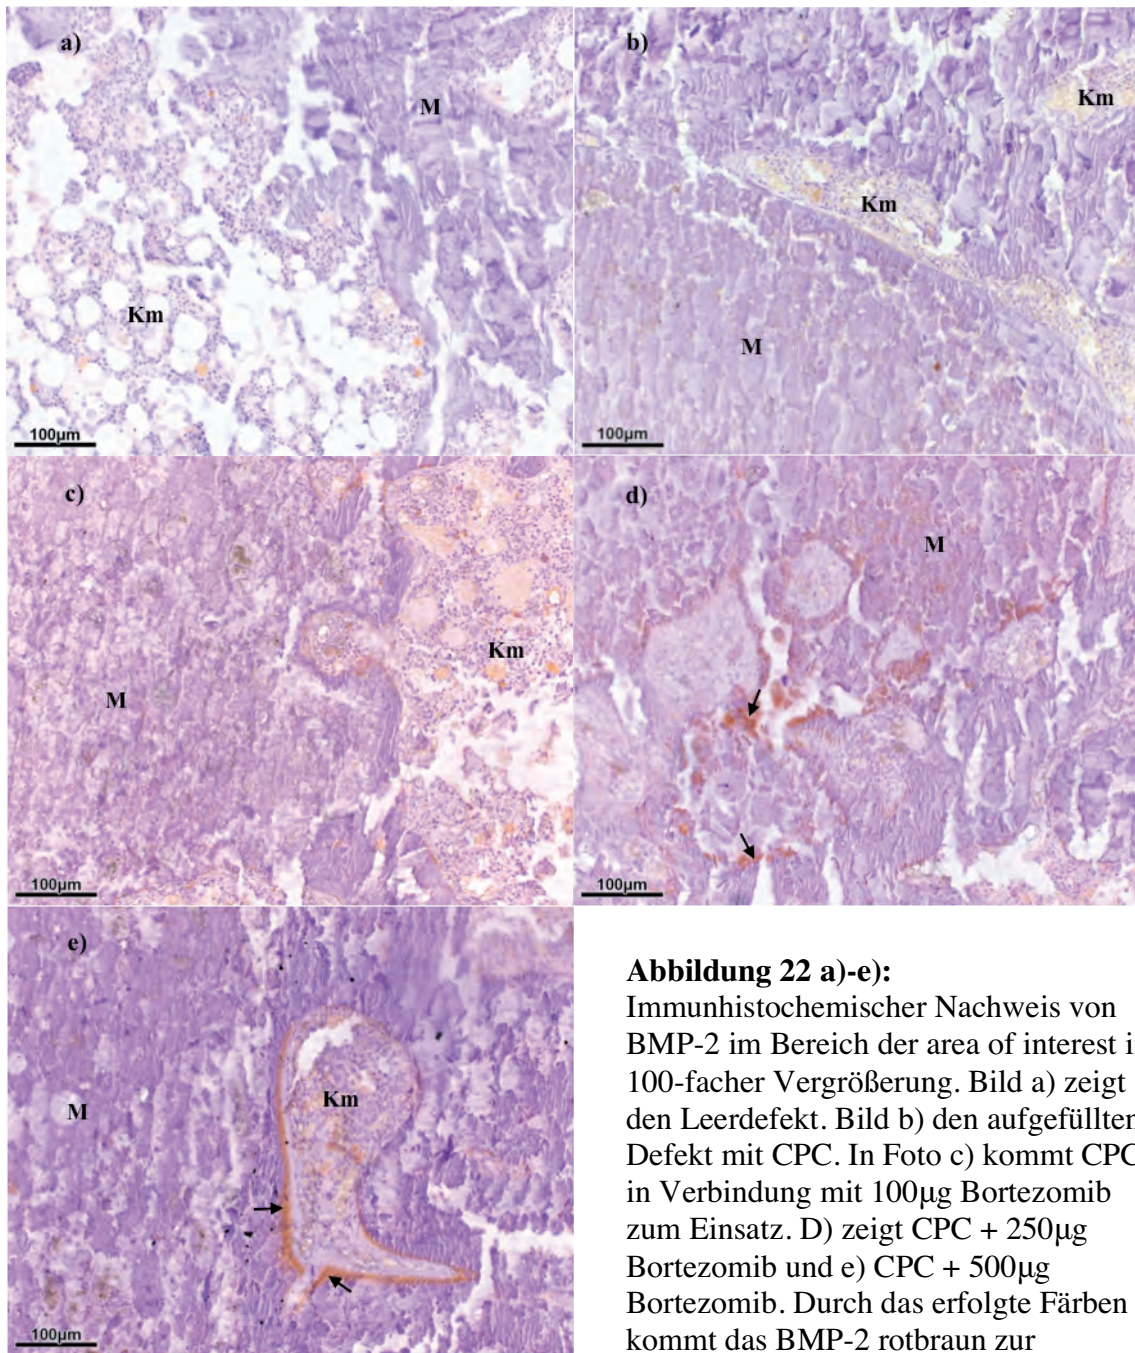 a)
M
Km
100µm
b)
Km
Km
M
100µm
c)
M
Km
100µm
d)
M
100µm
e)
M
Km
100µm
Abbildung 22 a)-e):
Immunhistochemischer Nachweis von
BMP-2 im Bereich der area of interest i
100-facher Vergrößerung. Bild a) zeigt
den Leerdefekt. Bild b) den aufgefüllten
Defekt mit CPC. In Foto c) kommt CPC
in Verbindung mit 100µg Bortezomib
zum Einsatz. D) zeigt CPC + 250µg
Bortezomib und e) CPC + 500µg
Bortezomib. Durch das erfolgte Färben
kommt das BMP-2 rotbraun zur